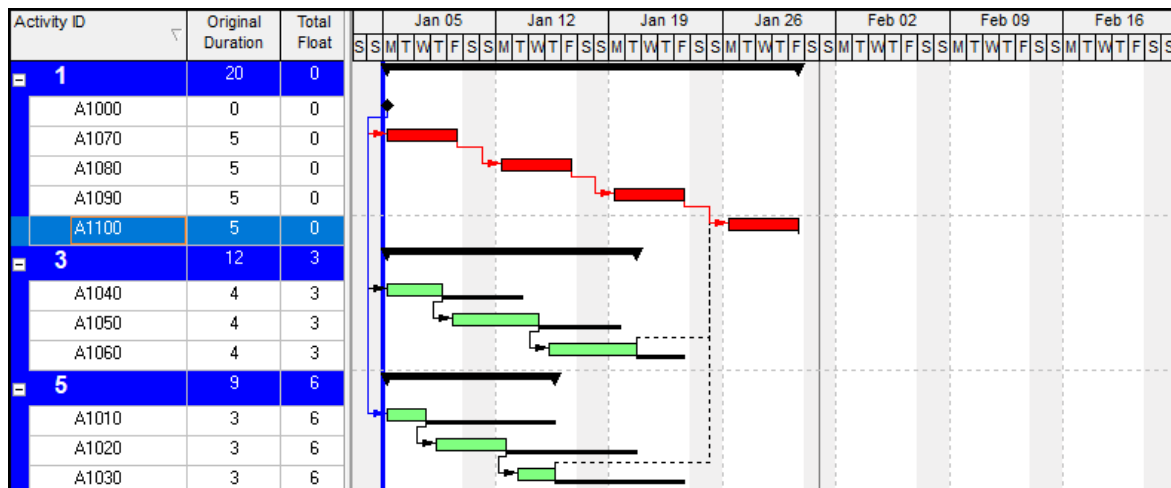 Activity ID Original Total Jan 05 Jan 12 Jan 19 Jan 26 Feb 02 Feb 09 Feb 16
Duration Float S S M T W T F S S M T W T F S S M T W T F S S M T W T F S S M T W T F S S M T W T F S S M T W T F S S
1 20 0
A1000 0 0
A1070 5 0
A1080 5 0
A1090 5 0
A1100 5 0
3 12 3
A1040 4 3
A1050 4 3
A1060 4 3
5 9 6
A1010 3 6
A1020 3 6
A1030 3 6